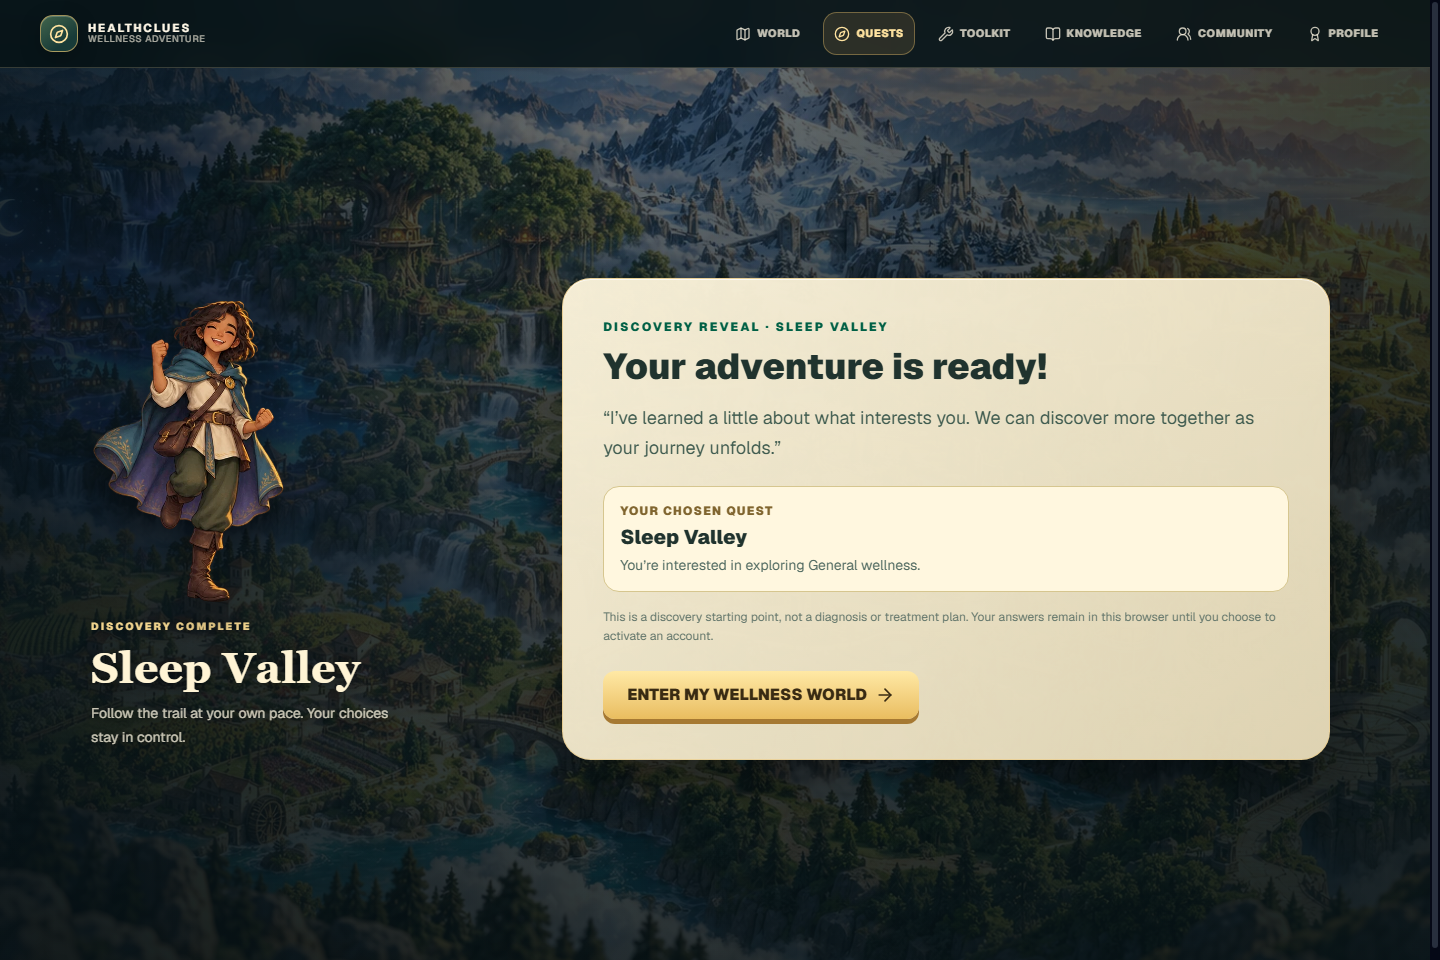 HEALTHCLUES
WELLNESS ADVENTURE
WORLD
QUESTS
TOOLKIT
KNOWLEDGE
COMMUNITY
PROFILE
DISCOVERY COMPLETE
Sleep Valley
Follow the trail at your own pace. Your choices
stay in control.
DISCOVERY REVEAL · SLEEP VALLEY
Your adventure is ready!
“I’ve learned a little about what interests you. We can discover more together as
your journey unfolds.”
YOUR CHOSEN QUEST
Sleep Valley
You’re interested in exploring General wellness.
This is a discovery starting point, not a diagnosis or treatment plan. Your answers remain in this browser until you choose to
activate an account.
ENTER MY WELLNESS WORLD